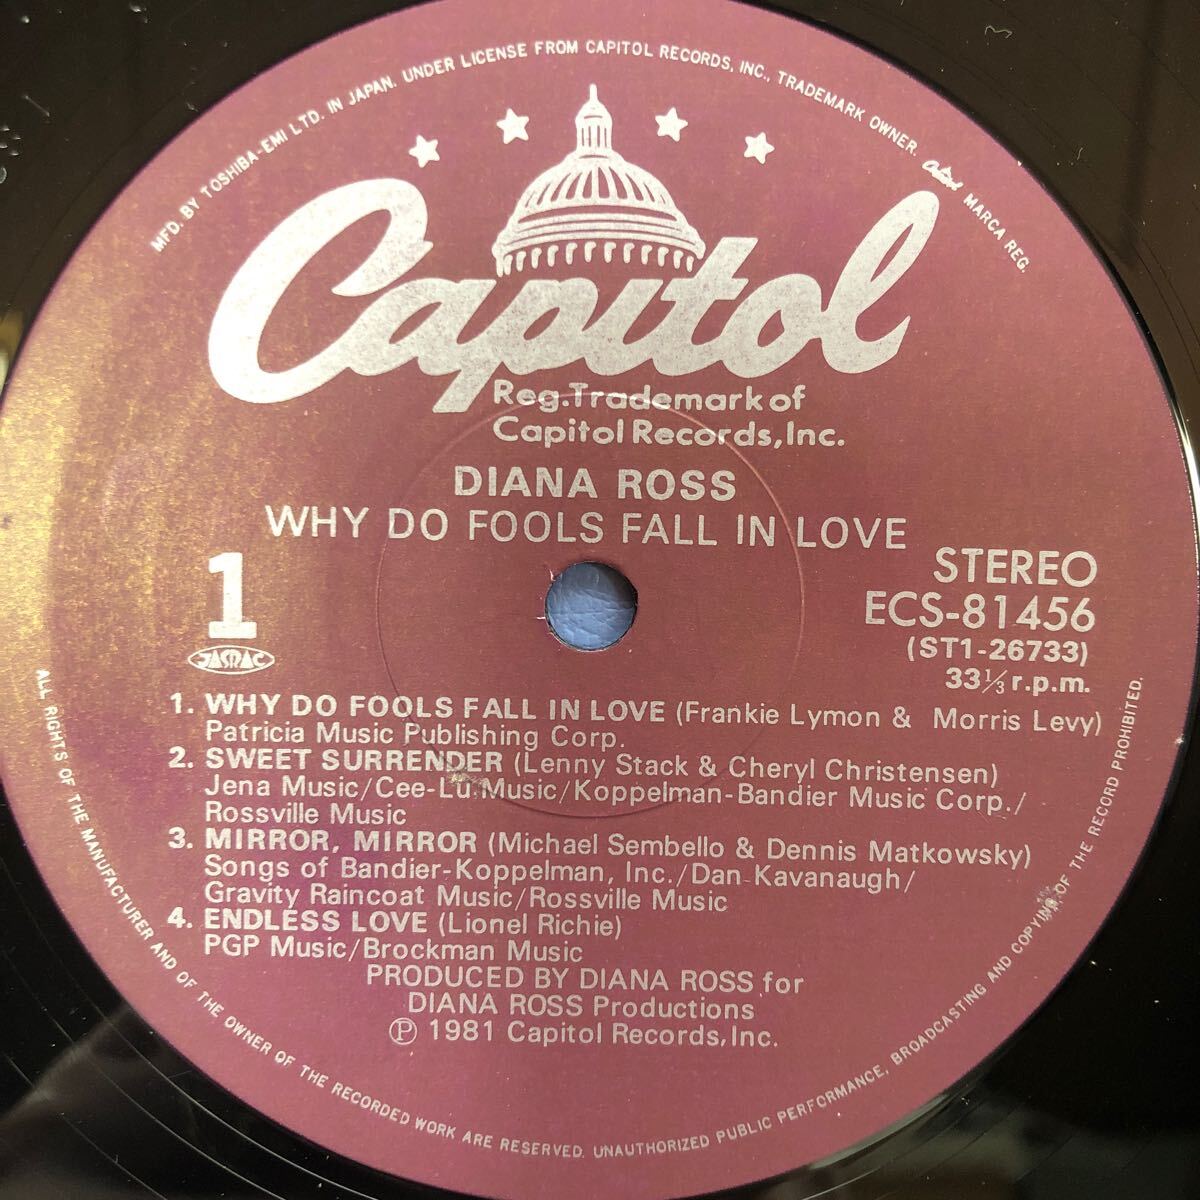 MFD. BY TOSHIBA-EMI LTD. IN JAPAN. UNDER LICENSE FROM CAPITOL RECORDS, INC., TRADEMARK OWNER. Capitol MARCA REG.
Capitol
Reg.Trademark of
Capitol Records,Inc.
DIANA ROSS
WHY DO FOOLS FALL IN LOVE
1
JASRAC
STEREO
ECS-81456
(ST1-26733)
33⅓ r.p.m.
1. WHY DO FOOLS FALL IN LOVE (Frankie Lymon & Morris Levy)
Patricia Music Publishing Corp.
2. SWEET SURRENDER (Lenny Stack & Cheryl Christensen)
Jena Music/Cee-Lu Music/Koppelman-Bandier Music Corp./
Rossville Music
3. MIRROR, MIRROR (Michael Sembello & Dennis Matkowsky)
Songs of Bandier-Koppelman, Inc./Dan Kavanaugh/
Gravity Raincoat Music/Rossville Music
4. ENDLESS LOVE (Lionel Richie)
PGP Music/Brockman Music
PRODUCED BY DIANA ROSS for
DIANA ROSS Productions
Ⓟ 1981 Capitol Records,Inc.
ALL RIGHTS OF THE MANUFACTURER AND OF THE OWNER OF THE RECORDED WORK ARE RESERVED. UNAUTHORIZED PUBLIC PERFORMANCE, BROADCASTING AND COPYING OF THE RECORD PROHIBITED.